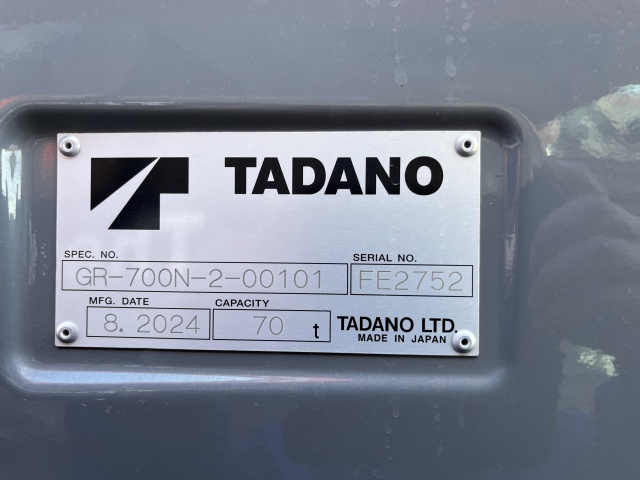 TADANO
SPEC. NO. SERIAL NO.
GR-700N-2-00101 FE2752
MFG. DATE CAPACITY
8. 2024 70 t TADANO LTD.
MADE IN JAPAN